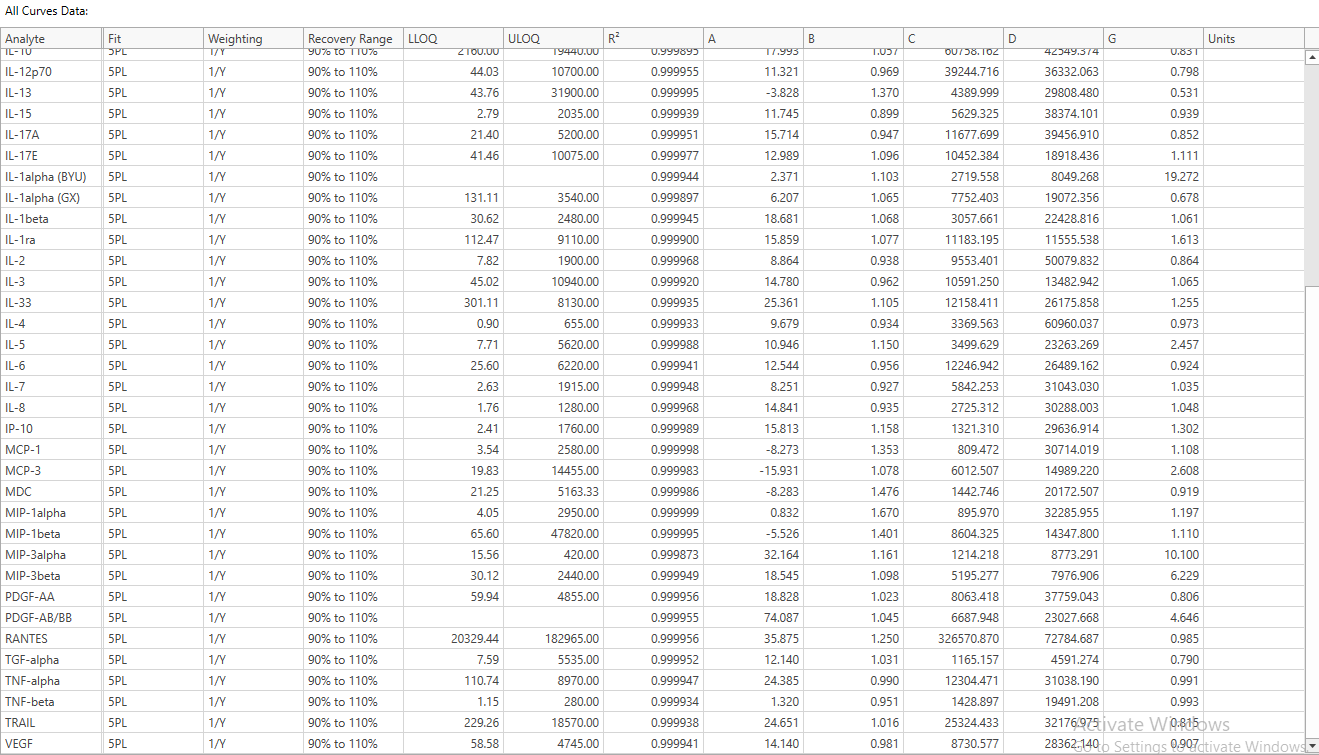 All Curves Data:
Analyte Fit Weighting Recovery Range LLOQ ULOQ R² A B C D G Units
IL-10 5PL 1/Y 90% to 110% 2160.00 19440.00 0.999895 17.993 1.057 60758.162 42549.374 0.831
IL-12p70 5PL 1/Y 90% to 110% 44.03 10700.00 0.999955 11.321 0.969 39244.716 36332.063 0.798
IL-13 5PL 1/Y 90% to 110% 43.76 31900.00 0.999995 -3.828 1.370 4389.999 29808.480 0.531
IL-15 5PL 1/Y 90% to 110% 2.79 2035.00 0.999939 11.745 0.899 5629.325 38374.101 0.939
IL-17A 5PL 1/Y 90% to 110% 21.40 5200.00 0.999951 15.714 0.947 11677.699 39456.910 0.852
IL-17E 5PL 1/Y 90% to 110% 41.46 10075.00 0.999977 12.989 1.096 10452.384 18918.436 1.111
IL-1alpha (BYU) 5PL 1/Y 90% to 110% 0.999944 2.371 1.103 2719.558 8049.268 19.272
IL-1alpha (GX) 5PL 1/Y 90% to 110% 131.11 3540.00 0.999897 6.207 1.065 7752.403 19072.356 0.678
IL-1beta 5PL 1/Y 90% to 110% 30.62 2480.00 0.999945 18.681 1.068 3057.661 22428.816 1.061
IL-1ra 5PL 1/Y 90% to 110% 112.47 9110.00 0.999900 15.859 1.077 11183.195 11555.538 1.613
IL-2 5PL 1/Y 90% to 110% 7.82 1900.00 0.999968 8.864 0.938 9553.401 50079.832 0.864
IL-3 5PL 1/Y 90% to 110% 45.02 10940.00 0.999920 14.780 0.962 10591.250 13482.942 1.065
IL-33 5PL 1/Y 90% to 110% 301.11 8130.00 0.999935 25.361 1.105 12158.411 26175.858 1.255
IL-4 5PL 1/Y 90% to 110% 0.90 655.00 0.999933 9.679 0.934 3369.563 60960.037 0.973
IL-5 5PL 1/Y 90% to 110% 7.71 5620.00 0.999988 10.946 1.150 3499.629 23263.269 2.457
IL-6 5PL 1/Y 90% to 110% 25.60 6220.00 0.999941 12.544 0.956 12246.942 26489.162 0.924
IL-7 5PL 1/Y 90% to 110% 2.63 1915.00 0.999948 8.251 0.927 5842.253 31043.030 1.035
IL-8 5PL 1/Y 90% to 110% 1.76 1280.00 0.999968 14.841 0.935 2725.312 30288.003 1.048
IP-10 5PL 1/Y 90% to 110% 2.41 1760.00 0.999989 15.813 1.158 1321.310 29636.914 1.302
MCP-1 5PL 1/Y 90% to 110% 3.54 2580.00 0.999998 -8.273 1.353 809.472 30714.019 1.108
MCP-3 5PL 1/Y 90% to 110% 19.83 14455.00 0.999983 -15.931 1.078 6012.507 14989.220 2.608
MDC 5PL 1/Y 90% to 110% 21.25 5163.33 0.999986 -8.283 1.476 1442.746 20172.507 0.919
MIP-1alpha 5PL 1/Y 90% to 110% 4.05 2950.00 0.999999 0.832 1.670 895.970 32285.955 1.197
MIP-1beta 5PL 1/Y 90% to 110% 65.60 47820.00 0.999995 -5.526 1.401 8604.325 14347.800 1.110
MIP-3alpha 5PL 1/Y 90% to 110% 15.56 420.00 0.999873 32.164 1.161 1214.218 8773.291 10.100
MIP-3beta 5PL 1/Y 90% to 110% 30.12 2440.00 0.999949 18.545 1.098 5195.277 7976.906 6.229
PDGF-AA 5PL 1/Y 90% to 110% 59.94 4855.00 0.999956 18.828 1.023 8063.418 37759.043 0.806
PDGF-AB/BB 5PL 1/Y 90% to 110% 0.999955 74.087 1.045 6687.948 23027.668 4.646
RANTES 5PL 1/Y 90% to 110% 20329.44 182965.00 0.999956 35.875 1.250 326570.870 72784.687 0.985
TGF-alpha 5PL 1/Y 90% to 110% 7.59 5535.00 0.999952 12.140 1.031 1165.157 4591.274 0.790
TNF-alpha 5PL 1/Y 90% to 110% 110.74 8970.00 0.999947 24.385 0.990 12304.471 31038.190 0.991
TNF-beta 5PL 1/Y 90% to 110% 1.15 280.00 0.999934 1.320 0.951 1428.897 19491.208 0.993
TRAIL 5PL 1/Y 90% to 110% 229.26 18570.00 0.999938 24.651 1.016 25324.433 32176.975 0.815
Activate Windows
VEGF 5PL 1/Y 90% to 110% 58.58 4745.00 0.999941 14.140 0.981 8730.577 28362.140 0.907
Go to Settings to activate Windows.